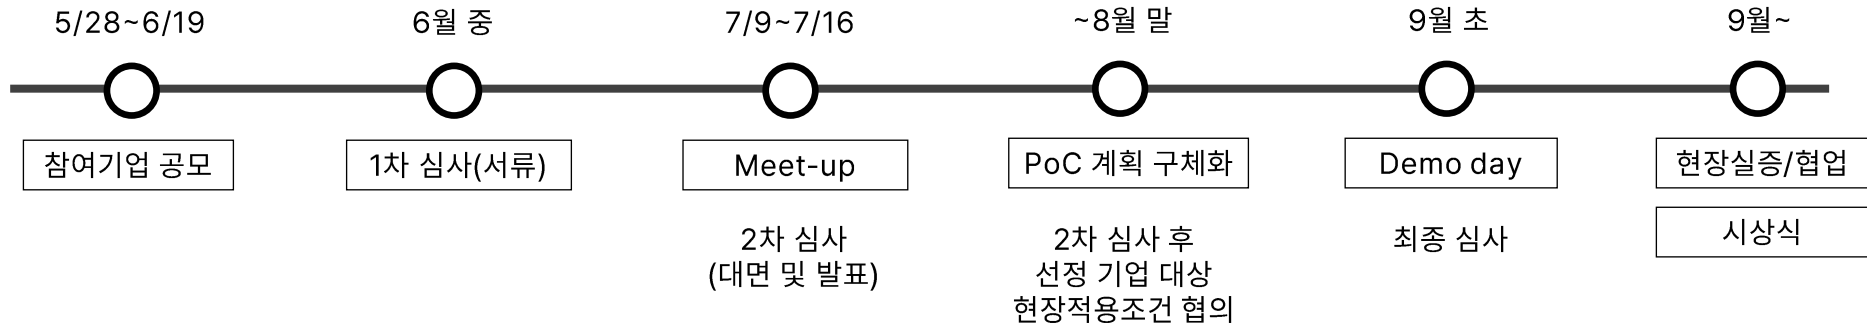 5/28~6/19
6월 중
7/9~7/16
~8월 말
9월 초
9월~
참여기업 공모
1차 심사(서류)
Meet-up
PoC 계획 구체화
Demo day
현장실증/협업
2차 심사
(대면 및 발표)
2차 심사 후
선정 기업 대상
현장적용조건 협의
최종 심사
시상식